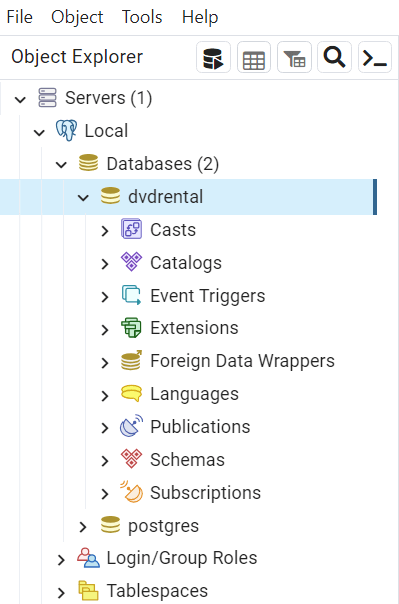 File Object Tools Help
Object Explorer
Servers (1)
Local
Databases (2)
dvdrental
Casts
Catalogs
Event Triggers
Extensions
Foreign Data Wrappers
Languages
Publications
Schemas
Subscriptions
postgres
Login/Group Roles
Tablespaces